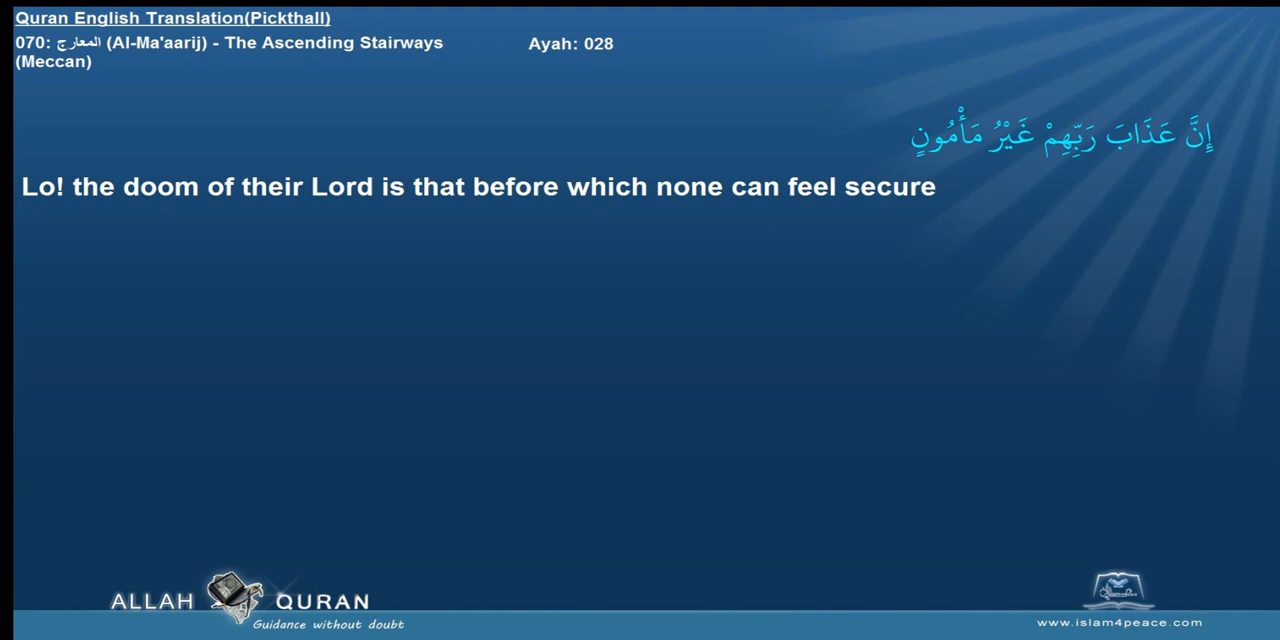 Quran English Translation(Pickthall)
070: المعارج (Al-Ma'aarij) - The Ascending Stairways
(Meccan)
Ayah: 028
إِنَّ عَذَابَ رَبِّهِمْ غَيْرُ مَأْمُونٍ
Lo! the doom of their Lord is that before which none can feel secure
ALLAH QURAN
Guidance without doubt
www.islam4peace.com